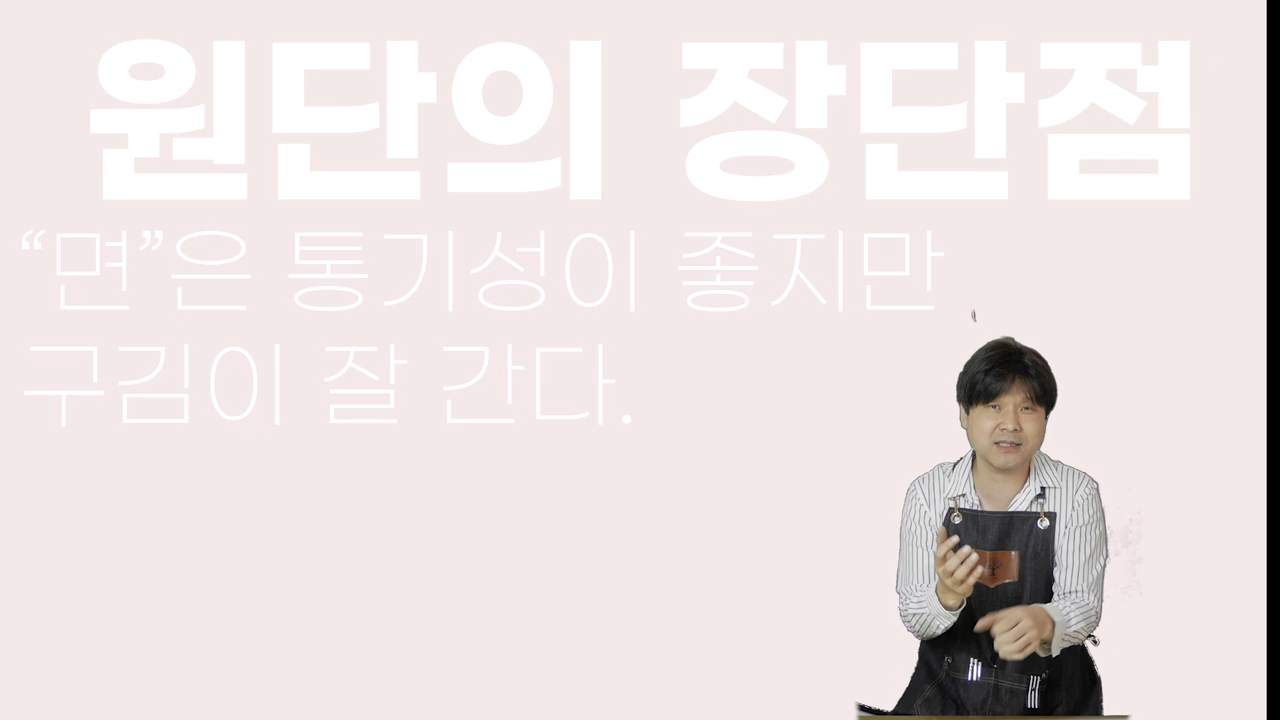 원단의 장단점
“면”은 통기성이 좋지만
구김이 잘 간다.